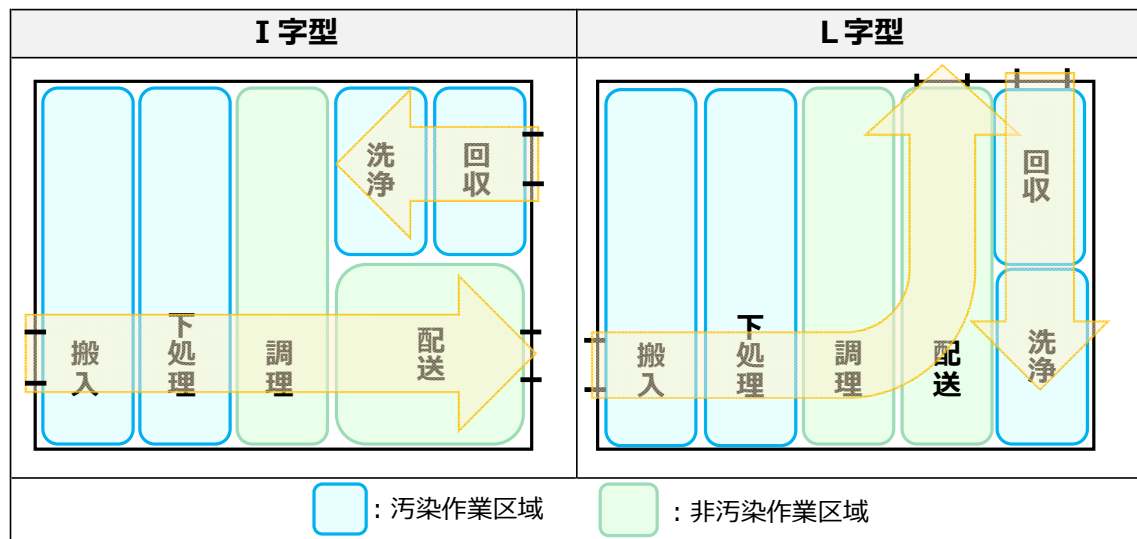 I 字型
L 字型
洗浄
回収
搬入
下処理
調理
配送
回収
搬入
下処理
調理
配送
洗浄
：汚染作業区域
：非汚染作業区域